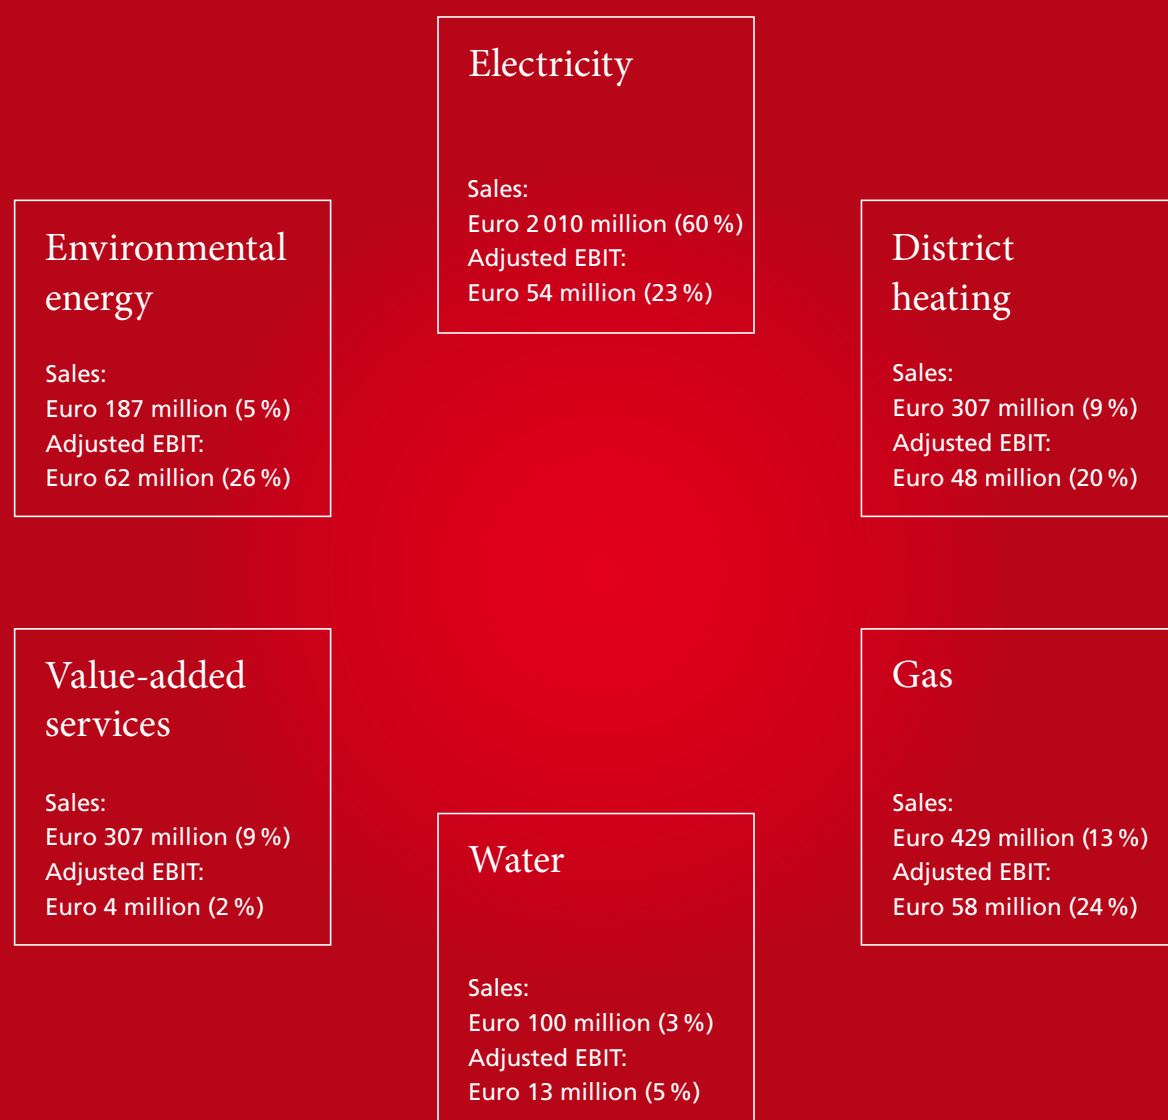 Electricity
Sales:
Euro 2 010 million (60 %)
Adjusted EBIT:
Euro 54 million (23 %)
Environmental
energy
Sales:
Euro 187 million (5 %)
Adjusted EBIT:
Euro 62 million (26 %)
District
heating
Sales:
Euro 307 million (9 %)
Adjusted EBIT:
Euro 48 million (20 %)
Value-added
services
Sales:
Euro 307 million (9 %)
Adjusted EBIT:
Euro 4 million (2 %)
Gas
Sales:
Euro 429 million (13 %)
Adjusted EBIT:
Euro 58 million (24 %)
Water
Sales:
Euro 100 million (3 %)
Adjusted EBIT:
Euro 13 million (5 %)